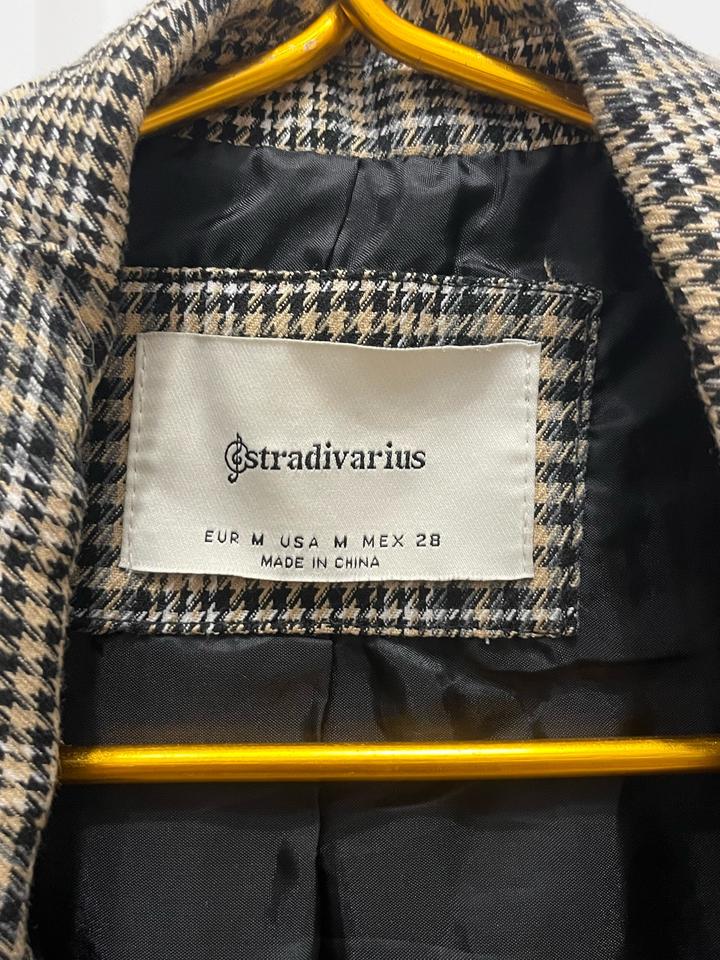 stradivarius
EUR M USA M MEX 28
MADE IN CHINA